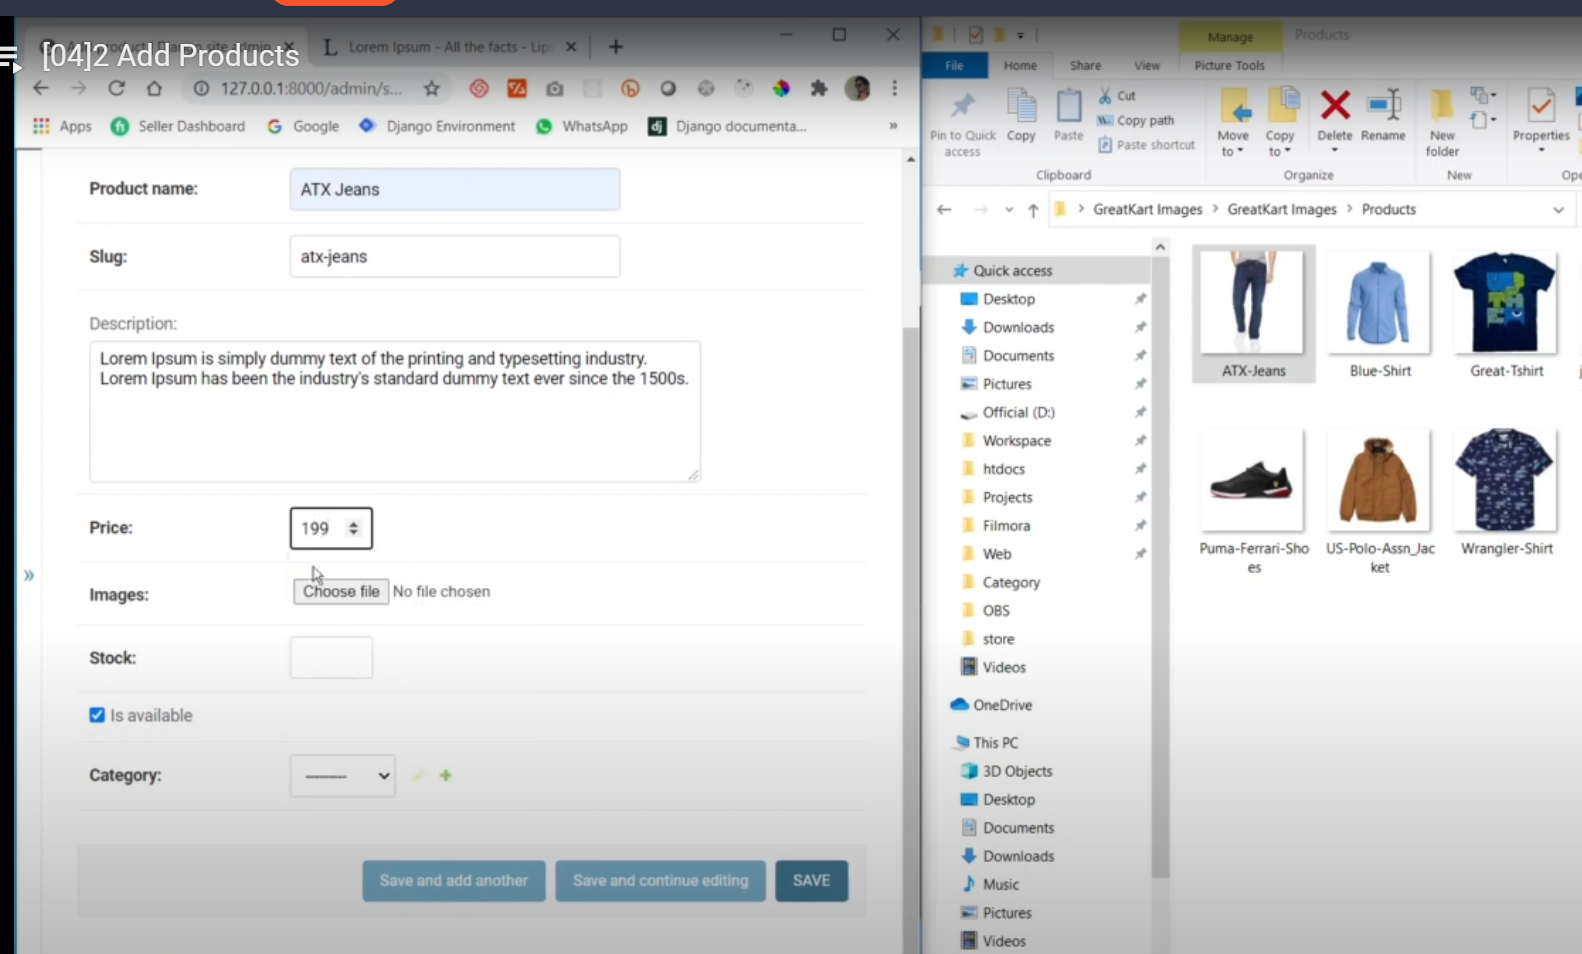 [04]2 Add Products
Lorem Ipsum - All the facts - Lip
127.0.0.1:8000/admin/s...
Apps
Seller Dashboard
Google
Django Environment
WhatsApp
dj
Django documenta...
»
Product name:
ATX Jeans
Slug:
atx-jeans
Description:
Lorem Ipsum is simply dummy text of the printing and typesetting industry.
Lorem Ipsum has been the industry's standard dummy text ever since the 1500s.
Price:
199
Images:
Choose file No file chosen
Stock:
Is available
Category:
---------
Save and add another
Save and continue editing
SAVE
Manage
Products
File
Home
Share
View
Picture Tools
Pin to Quick
access
Copy
Paste
Cut
Copy path
Paste shortcut
Clipboard
Move
to
Copy
to
Delete
Rename
Organize
New
folder
New
Properties
GreatKart Images > GreatKart Images > Products
Quick access
Desktop
Downloads
Documents
Pictures
Official (D:)
Workspace
htdocs
Projects
Filmora
Web
Category
OBS
store
Videos
OneDrive
This PC
3D Objects
Desktop
Documents
Downloads
Music
Pictures
Videos
ATX-Jeans
Blue-Shirt
Great-Tshirt
Puma-Ferrari-Sho
es
US-Polo-Assn_Jac
ket
Wrangler-Shirt